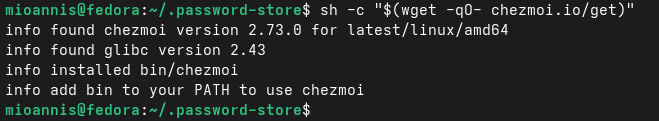 mioannis@fedora:~/.password-store$ sh -c "$(wget -qO- chezmoi.io/get)"
info found chezmoi version 2.73.0 for latest/linux/amd64
info found glibc version 2.43
info installed bin/chezmoi
info add bin to your PATH to use chezmoi
mioannis@fedora:~/.password-store$